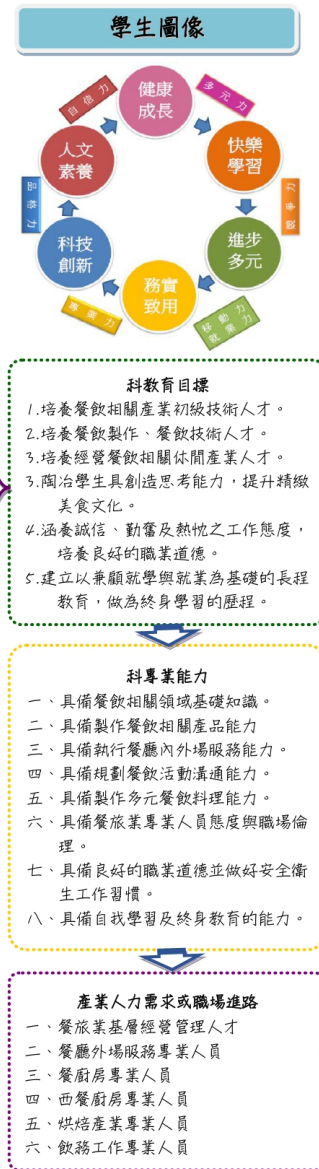 學生圖像
健康
成長
多元力
快樂
學習
競爭力
進步
多元
移動力
就業力
務實
致用
專業力
科技
創新
品格力
人文
素養
自信力
科教育目標
1.培養餐飲相關產業初級技術人才。
2.培養餐飲製作、餐飲技術人才。
3.培養經營餐飲相關休閒產業人才。
3.陶冶學生具創造思考能力，提升精緻
美食文化。
4.涵養誠信、勤奮及熱忱之工作態度，
培養良好的職業道德。
5.建立以兼顧就學與就業為基礎的長程
教育，做為終身學習的歷程。
科專業能力
一、具備餐飲相關領域基礎知識。
二、具備製作餐飲相關產品能力
三、具備執行餐廳內外場服務能力。
四、具備規劃餐飲活動溝通能力。
五、具備製作多元餐飲料理能力。
六、具備餐旅業專業人員態度與職場倫
理。
七、具備良好的職業道德並做好安全衛
生工作習慣。
八、具備自我學習及終身教育的能力。
產業人力需求或職場進路
一、餐旅業基層經營管理人才
二、餐廳外場服務專業人員
三、餐廚房專業人員
四、西餐廚房專業人員
五、烘焙產業專業人員
六、飲務工作專業人員